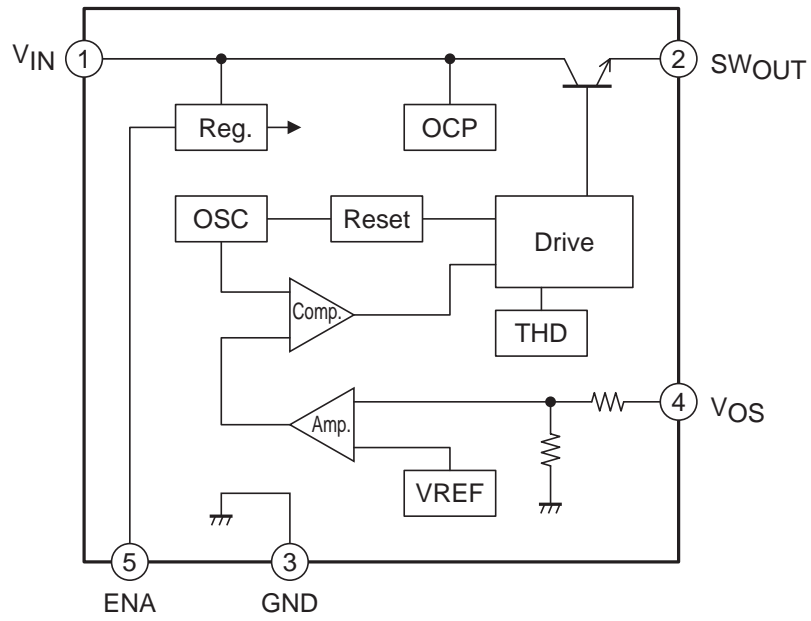 VIN 1
2 SWOUT
Reg.
OCP
OSC
Reset
Drive
Comp.
THD
Amp.
4 VOS
VREF
5
3
ENA
GND